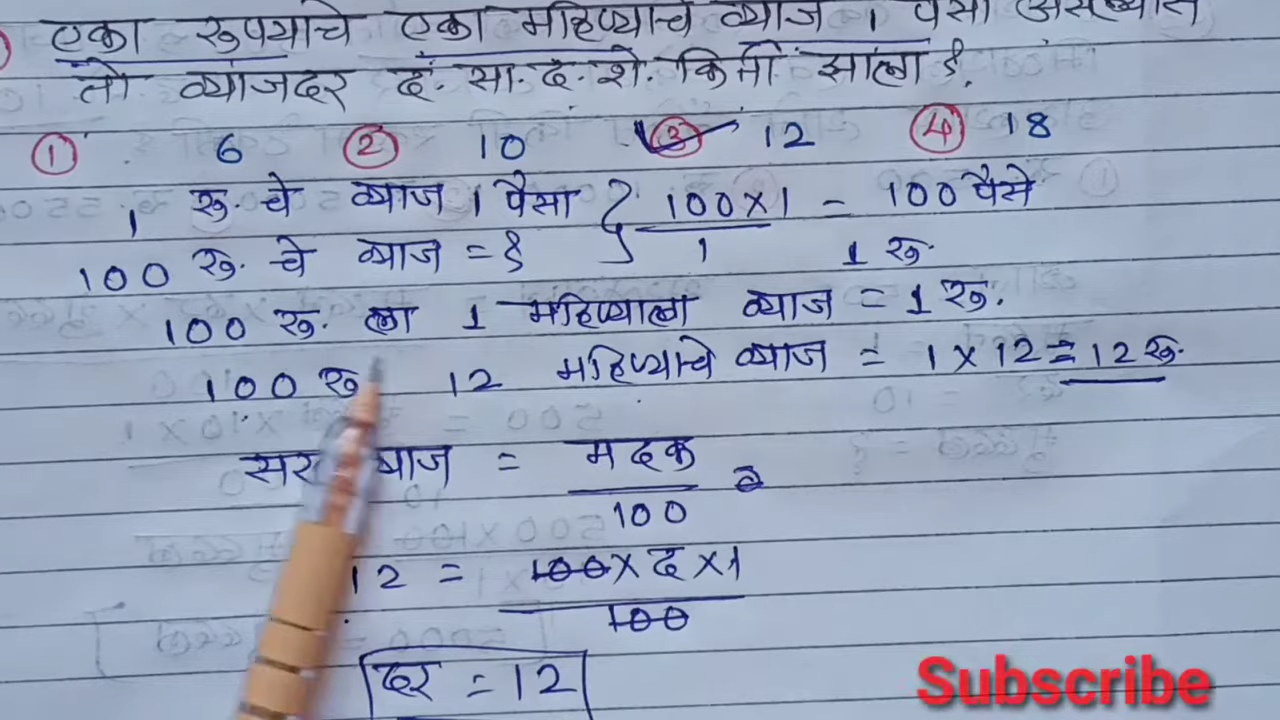 एका रुपयाचे एका महिण्याचे व्याज 1 पैसा असल्यास
तो व्याजदर द. सा. द. शे. किती झाला ?
① 6 ② 10 ③ 12 ④ 18
1 रु. चे व्याज 1 पैसा } 100×1 = 100 पैसे
100 रु. चे व्याज = ? 1 1 रु.
100 रु. ला 1 महिण्याला व्याज = 1 रु.
100 रु 12 महिण्याचे व्याज = 1 × 12 = 12 रु.
= मदक
100
12 = 100 × द × 1
100
दर = 12
Subscribe